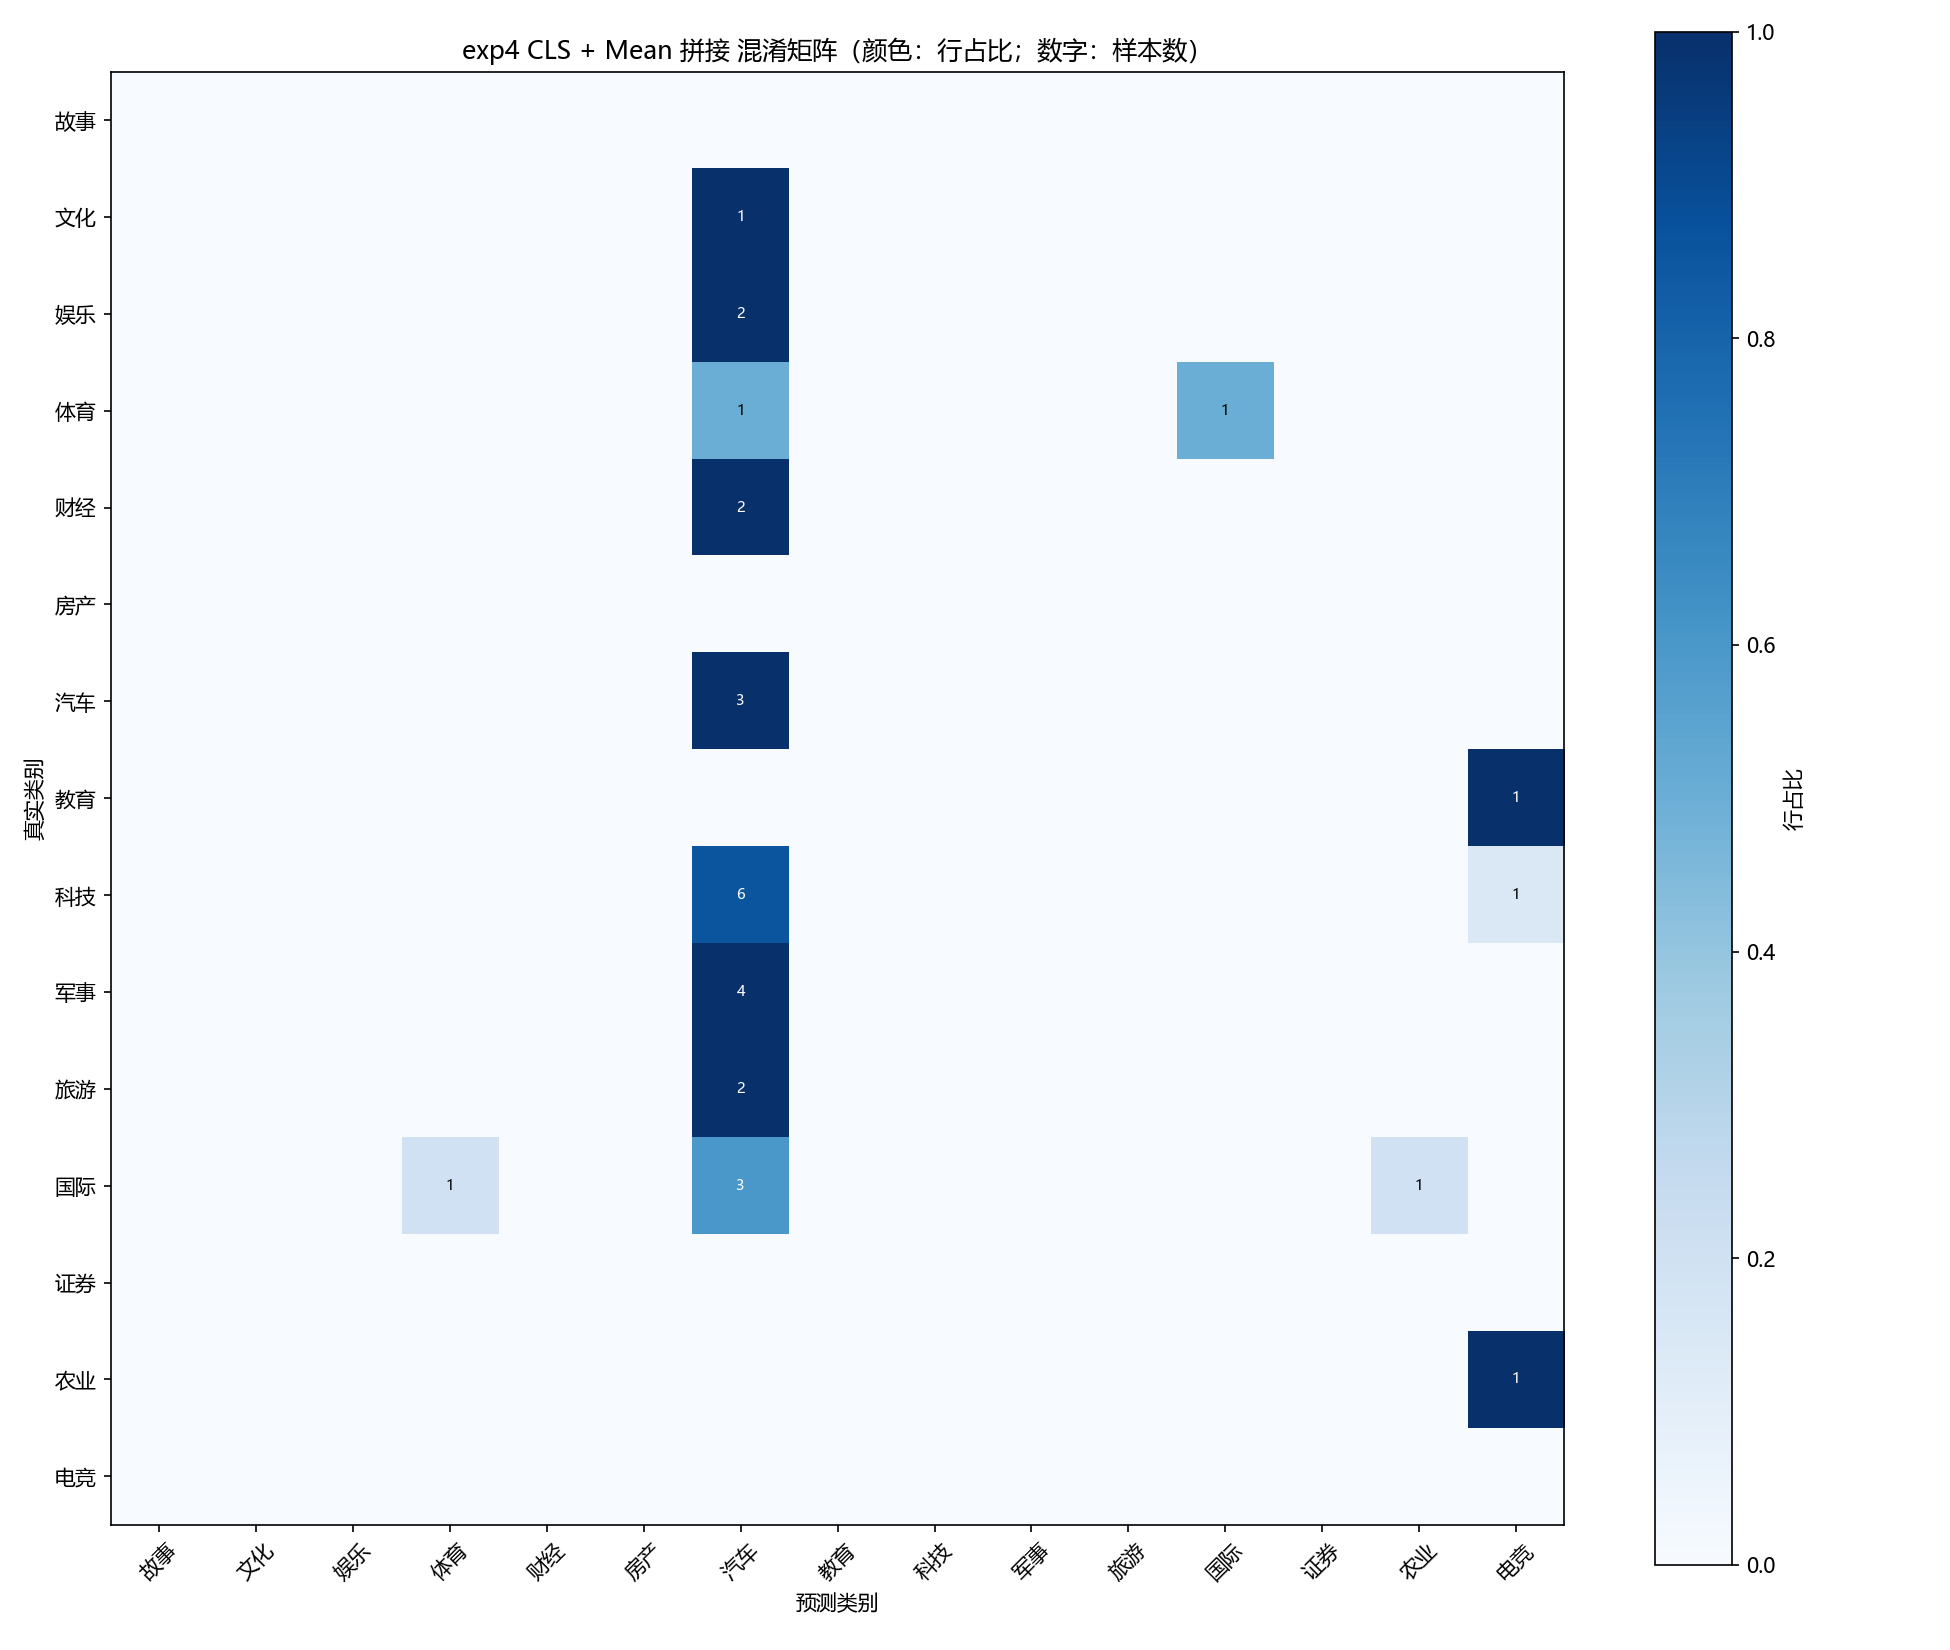 exp4 CLS + Mean 拼接 混淆矩阵（颜色：行占比；数字：样本数）
真实类别
故事
文化 1
娱乐 2
体育 1 1
财经 2
房产
汽车 3
教育 1
科技 6 1
军事 4
旅游 2
国际 1 3 1
证券
农业 1
电竞
故事 文化 娱乐 体育 财经 房产 汽车 教育 科技 军事 旅游 国际 证券 农业 电竞
预测类别
1.0
0.8
0.6
0.4
0.2
0.0
行占比